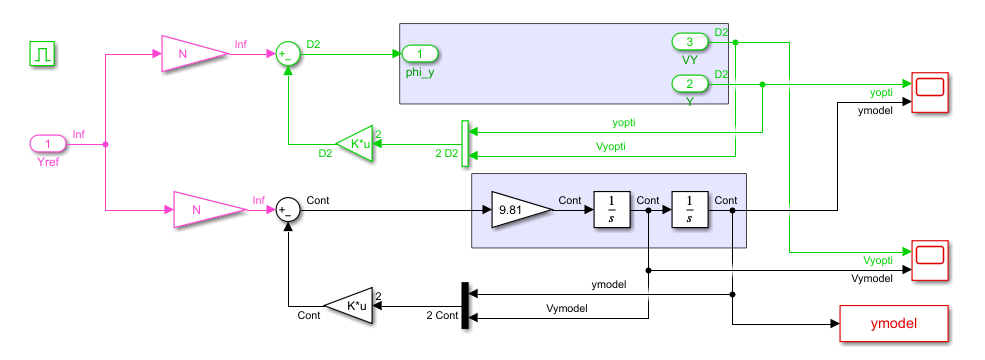 D2
3
Inf
D2
N
+
_
1
phi_y
VY
D2
2
Y
yopti
ymodel
yopti
2
K*u
D2
2 D2
Vyopti
Inf
1
Yref
Inf
N
Cont
+
_
9.81
Cont
1
s
Cont
1
s
Cont
Vyopti
Vymodel
ymodel
2
K*u
Cont
2 Cont
Vymodel
ymodel